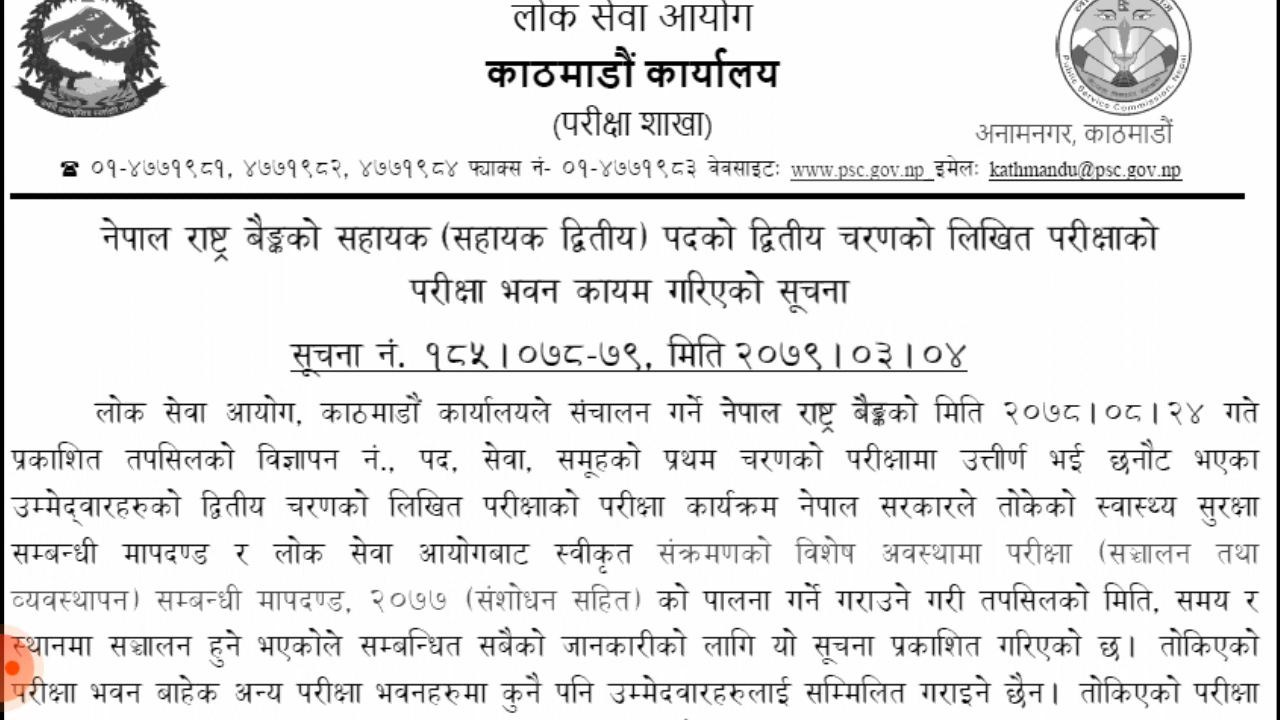 लोक सेवा आयोग
काठमाडौं कार्यालय
(परीक्षा शाखा)
Public Service Commission, Nepal
अनामनगर, काठमाडौं
☎ ०१-४७७१९८१, ४७७१९८२, ४७७१९८४ फ्याक्स नं- ०१-४७७१९८३ वेवसाइटः www.psc.gov.np इमेलः kathmandu@psc.gov.np
नेपाल राष्ट्र बैङ्कको सहायक (सहायक द्वितीय) पदको द्वितीय चरणको लिखित परीक्षाको
परीक्षा भवन कायम गरिएको सूचना
सूचना नं. १८५।०७८-७९, मिति २०७९।०३।०४
लोक सेवा आयोग, काठमाडौं कार्यालयले संचालन गर्ने नेपाल राष्ट्र बैङ्कको मिति २०७८।०८।२४ गते
प्रकाशित तपसिलको विज्ञापन नं., पद, सेवा, समूहको प्रथम चरणको परीक्षामा उत्तीर्ण भई छनौट भएका
उम्मेद्वारहरुको द्वितीय चरणको लिखित परीक्षाको परीक्षा कार्यक्रम नेपाल सरकारले तोकेको स्वास्थ्य सुरक्षा
सम्बन्धी मापदण्ड र लोक सेवा आयोगबाट स्वीकृत संक्रमणको विशेष अवस्थामा परीक्षा (सञ्चालन तथा
व्यवस्थापन) सम्बन्धी मापदण्ड, २०७७ (संशोधन सहित) को पालना गर्ने गराउने गरी तपसिलको मिति, समय र
स्थानमा सञ्चालन हुने भएकोले सम्बन्धित सबैको जानकारीको लागि यो सूचना प्रकाशित गरिएको छ। तोकिएको
परीक्षा भवन बाहेक अन्य परीक्षा भवनहरुमा कुनै पनि उम्मेदवारहरुलाई सम्मिलित गराइने छैन। तोकिएको परीक्षा